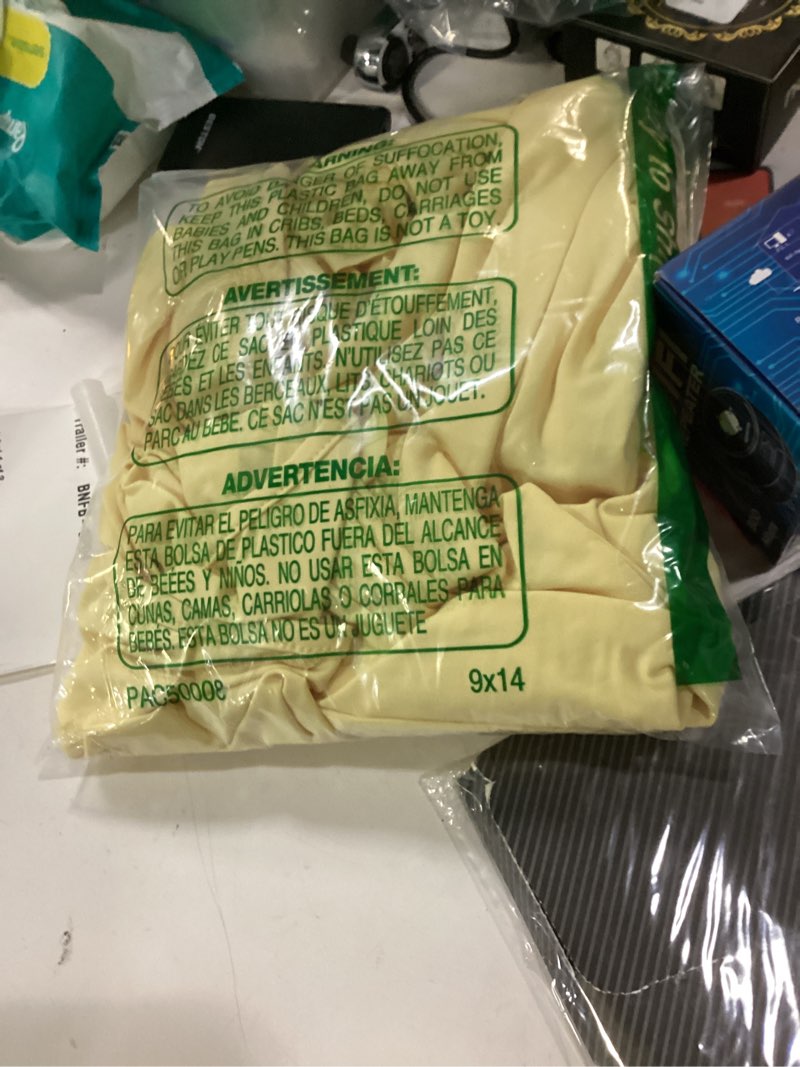 WARNING:
TO AVOID DANGER OF SUFFOCATION,
KEEP THIS PLASTIC BAG AWAY FROM
BABIES AND CHILDREN, DO NOT USE
THIS BAG IN CRIBS, BEDS, CARRIAGES
OR PLAY PENS. THIS BAG IS NOT A TOY.
AVERTISSEMENT:
ÉVITER TOUT RISQUE D'ÉTOUFFEMENT,
CE SAC PLASTIQUE LOIN DES
ET LES ENFANTS. N'UTILISEZ PAS CE
SAC DANS LES BERCEAUX, LITS, CHARIOTS OU
PARC AU BEBE. CE SAC N'EST PAS UN JOUET.
ADVERTENCIA:
PARA EVITAR EL PELIGRO DE ASFIXIA, MANTENGA
ESTA BOLSA DE PLASTICO FUERA DEL ALCANCE
DE BEEES Y NIÑOS. NO USAR ESTA BOLSA EN
CUNAS, CAMAS, CARRIOLAS O CORRALES PARA
BEBÉS. ESTA BOLSA NO ES UN JUGUETE
PAC50008
9x14
Trailer #: